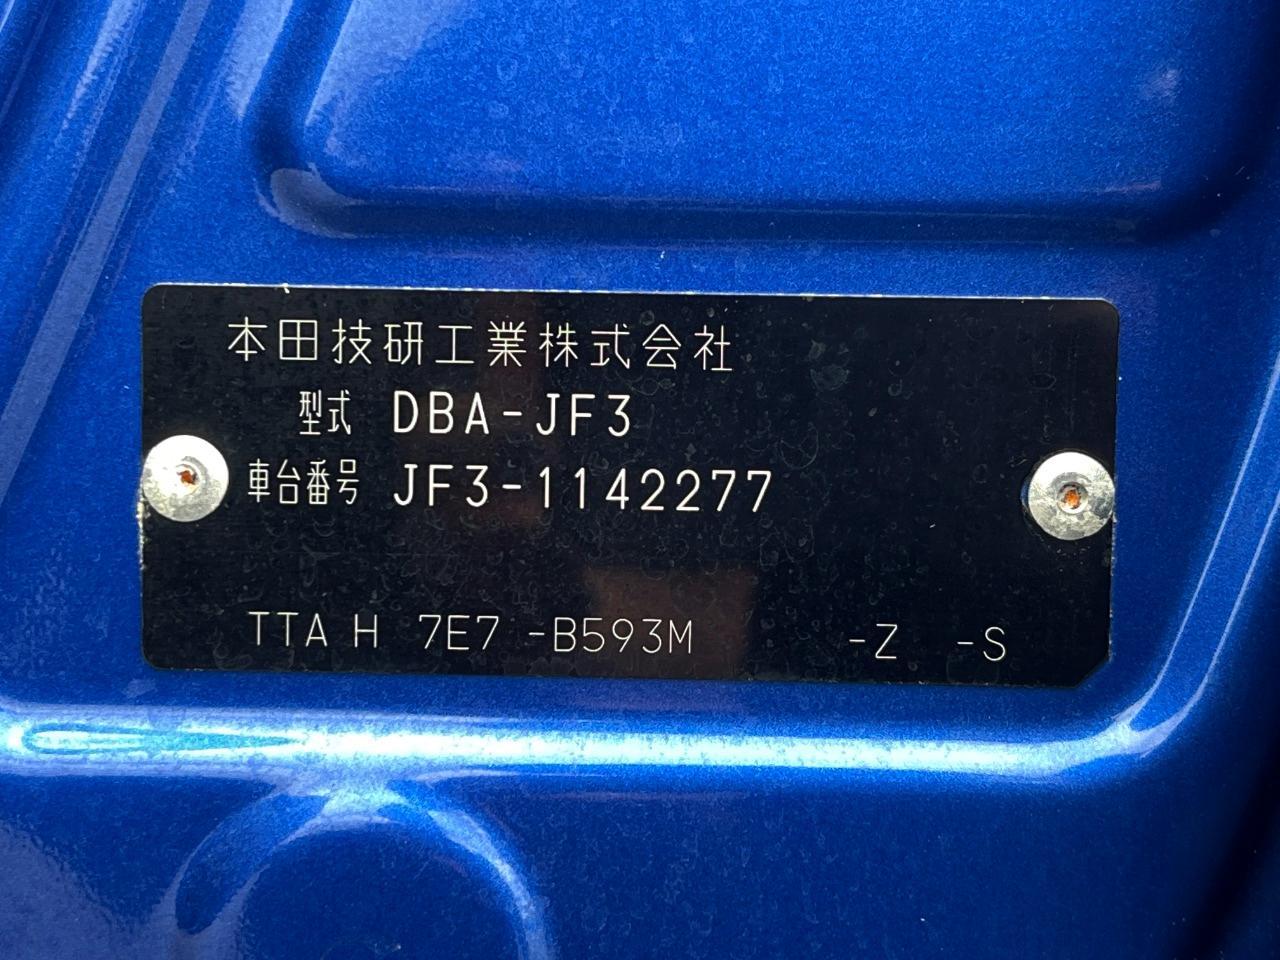 本田技研工業株式会社
型式 DBA-JF3
車台番号 JF3-1142277
TTA H 7E7 -B593M -Z -S